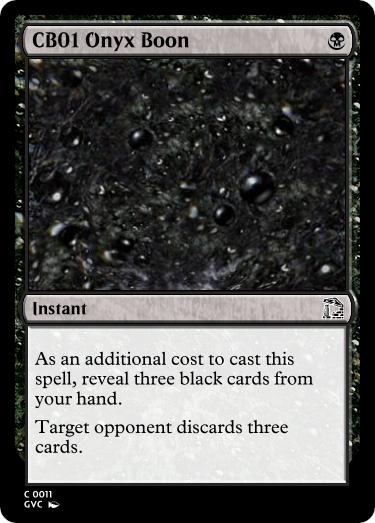 CB01 Onyx Boon
Instant
As an additional cost to cast this
spell, reveal three black cards from
your hand.
Target opponent discards three
cards.
C 0011
GVC